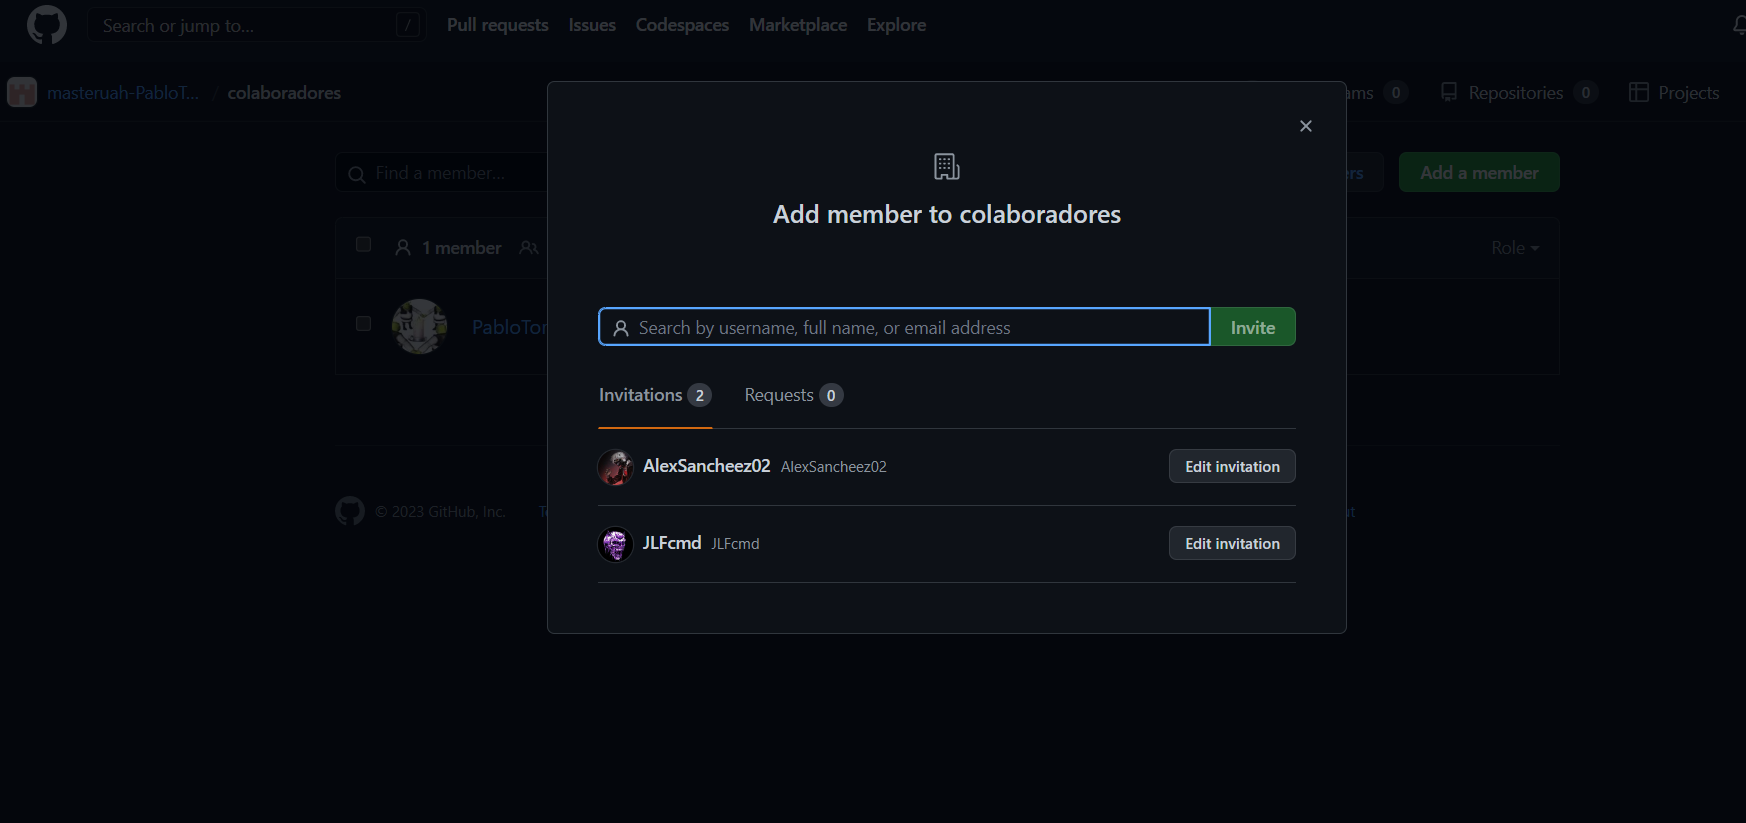 Search or jump to... /
Pull requests Issues Codespaces Marketplace Explore
masteruah-PabloT... / colaboradores
ams 0 Repositories 0 Projects
Find a member...
ers Add a member
1 member
Role
PabloTor
Add member to colaboradores
Search by username, full name, or email address Invite
Invitations 2 Requests 0
AlexSancheez02 AlexSancheez02 Edit invitation
JLFcmd JLFcmd Edit invitation
© 2023 GitHub, Inc.